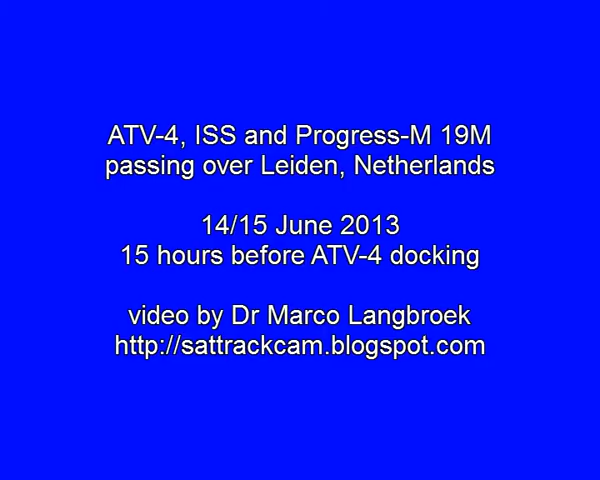 ATV-4, ISS and Progress-M 19M
passing over Leiden, Netherlands
14/15 June 2013
15 hours before ATV-4 docking
video by Dr Marco Langbroek
http://sattrackcam.blogspot.com